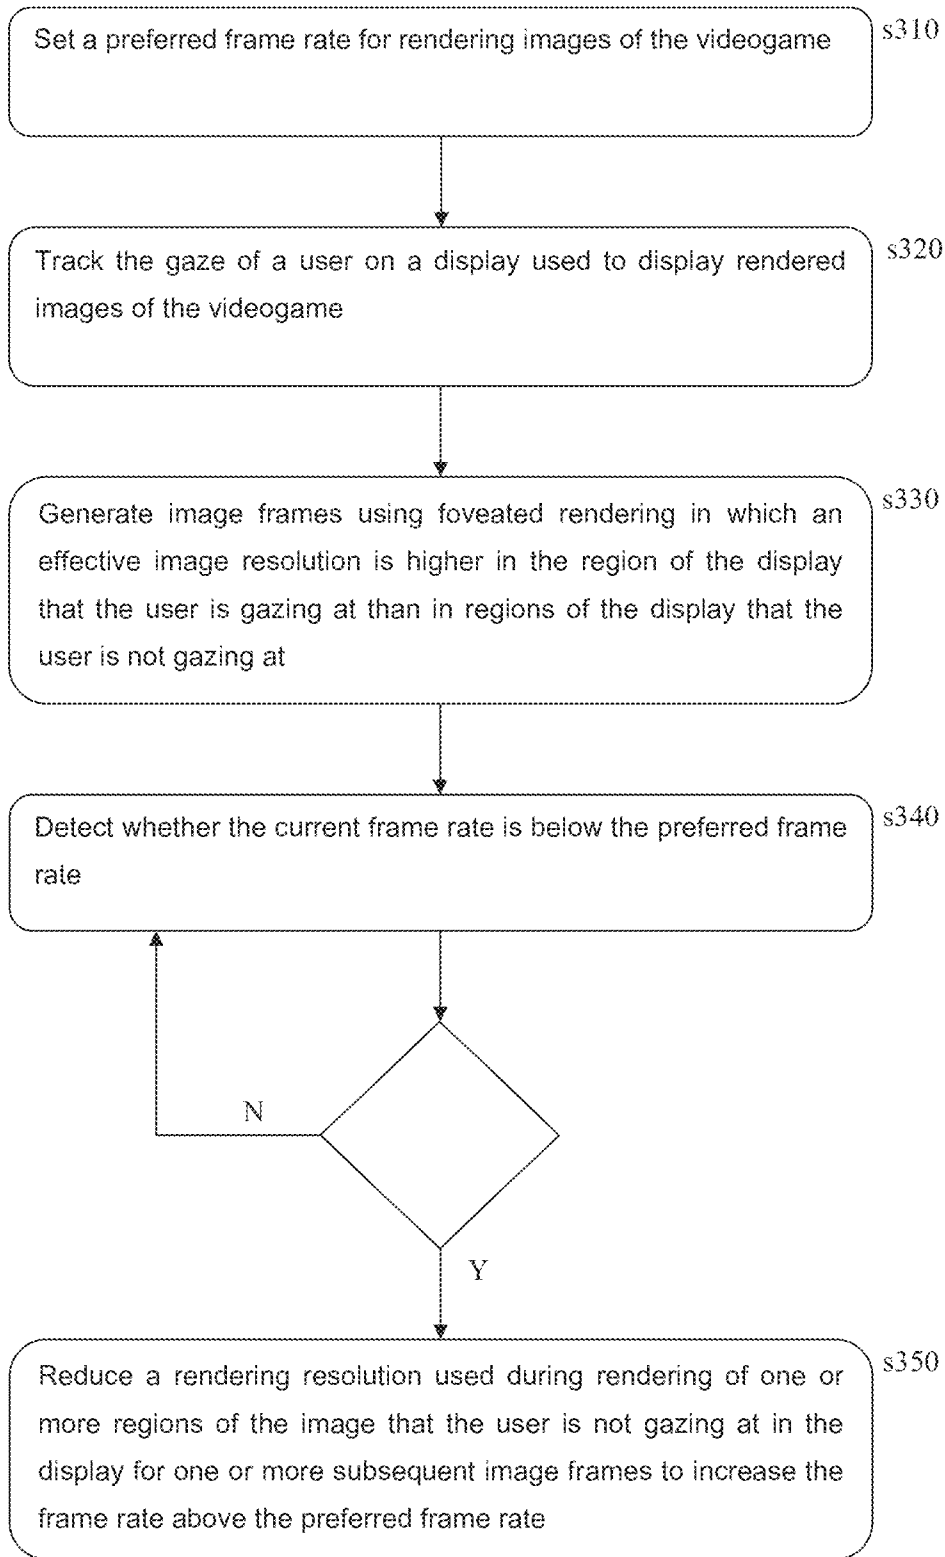 Set a preferred frame rate for rendering images of the videogame
s310
Track the gaze of a user on a display used to display rendered
images of the videogame
s320
Generate image frames using foveated rendering in which an
effective image resolution is higher in the region of the display
that the user is gazing at than in regions of the display that the
user is not gazing at
s330
Detect whether the current frame rate is below the preferred frame
rate
s340
N
Y
Reduce a rendering resolution used during rendering of one or
more regions of the image that the user is not gazing at in the
display for one or more subsequent image frames to increase the
frame rate above the preferred frame rate
s350